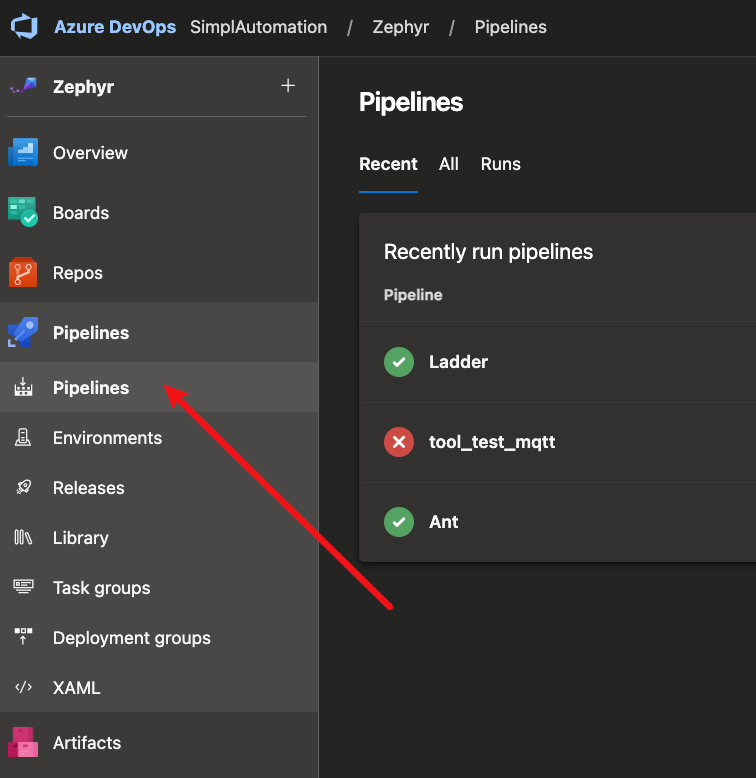 Azure DevOps SimplAutomation / Zephyr / Pipelines
Zephyr +
Overview
Boards
Repos
Pipelines
Pipelines
Environments
Releases
Library
Task groups
Deployment groups
XAML
Artifacts
Pipelines
Recent All Runs
Recently run pipelines
Pipeline
Ladder
tool_test_mqtt
Ant